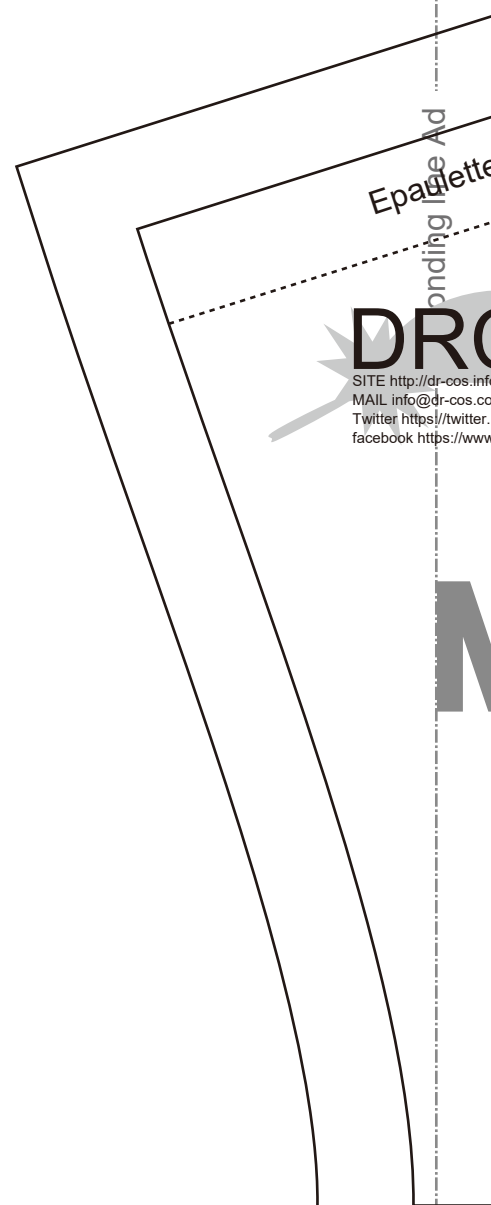 onding line Ad
Epaulette
DRC
SITE http://dr-cos.info
MAIL info@dr-cos.co
Twitter https://twitter.
facebook https://www
M